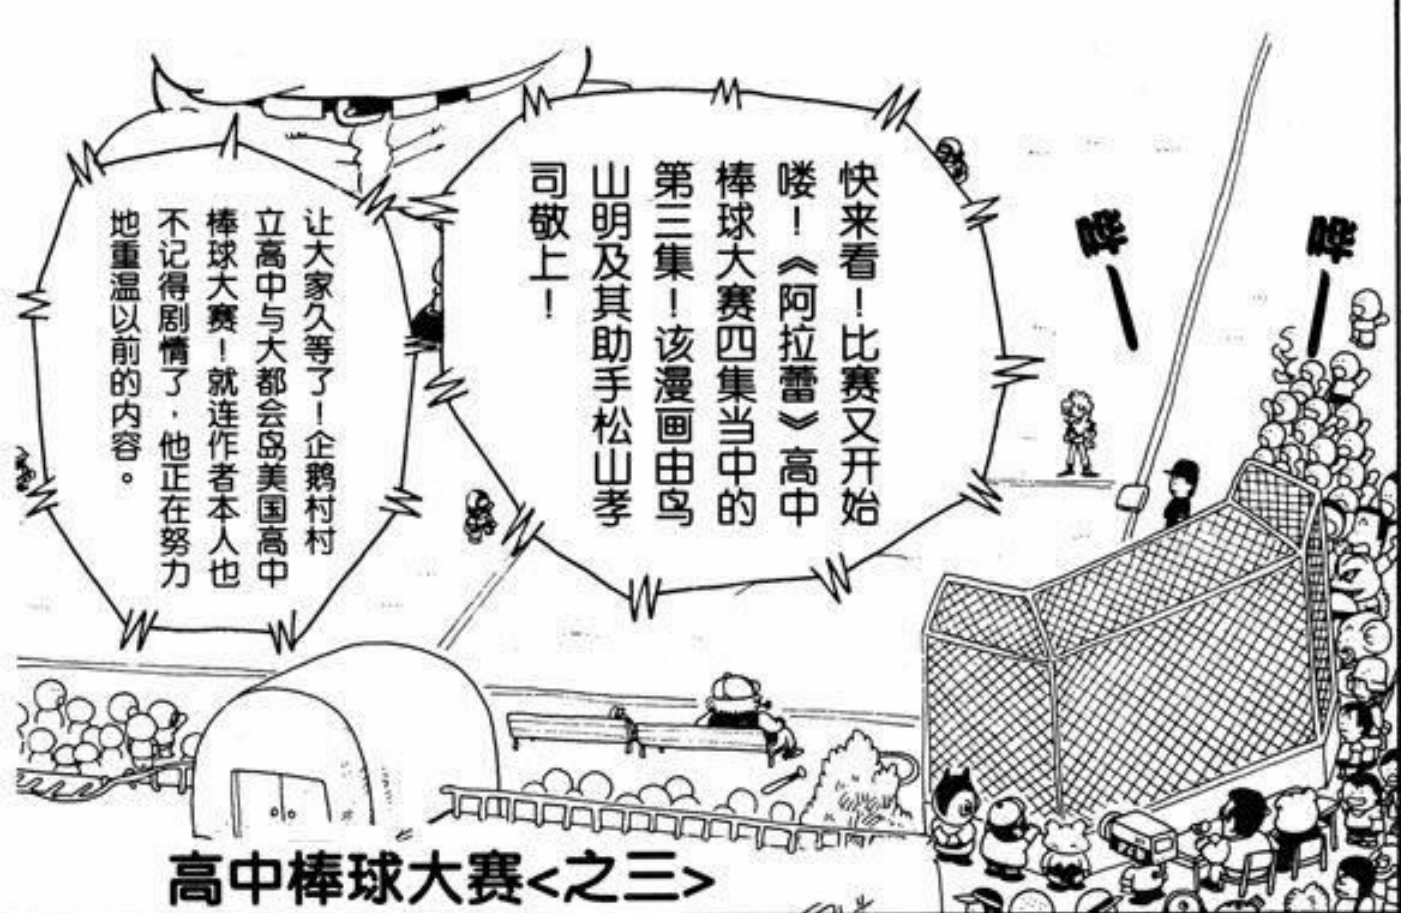 快来看！比赛又开始
喽！《阿拉蕾》高中
棒球大赛四集当中的
第三集！该漫画由鸟
山明及其助手松山孝
司敬上！
让大家久等了！企鹅村村
立高中与大都会岛美国高中
棒球大赛！就连作者本人也
不记得剧情了，他正在努力
地重温以前的内容。
高中棒球大赛<之三>